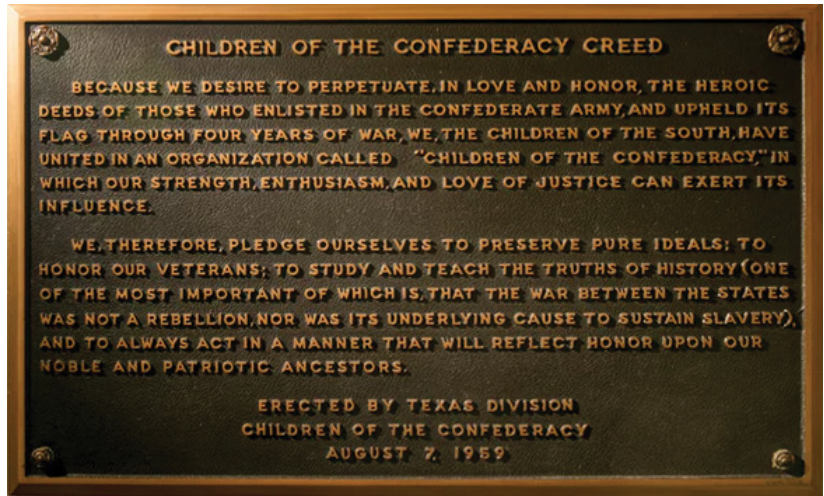 CHILDREN OF THE CONFEDERACY CREED
BECAUSE WE DESIRE TO PERPETUATE, IN LOVE AND HONOR, THE HEROIC
DEEDS OF THOSE WHO ENLISTED IN THE CONFEDERATE ARMY, AND UPHELD ITS
FLAG THROUGH FOUR YEARS OF WAR, WE, THE CHILDREN OF THE SOUTH, HAVE
UNITED IN AN ORGANIZATION CALLED "CHILDREN OF THE CONFEDERACY," IN
WHICH OUR STRENGTH, ENTHUSIASM, AND LOVE OF JUSTICE CAN EXERT ITS
INFLUENCE.
WE, THEREFORE, PLEDGE OURSELVES TO PRESERVE PURE IDEALS; TO
HONOR OUR VETERANS; TO STUDY AND TEACH THE TRUTHS OF HISTORY (ONE
OF THE MOST IMPORTANT OF WHICH IS, THAT THE WAR BETWEEN THE STATES
WAS NOT A REBELLION, NOR WAS ITS UNDERLYING CAUSE TO SUSTAIN SLAVERY),
AND TO ALWAYS ACT IN A MANNER THAT WILL REFLECT HONOR UPON OUR
NOBLE AND PATRIOTIC ANCESTORS.
ERECTED BY TEXAS DIVISION
CHILDREN OF THE CONFEDERACY
AUGUST 7, 1959